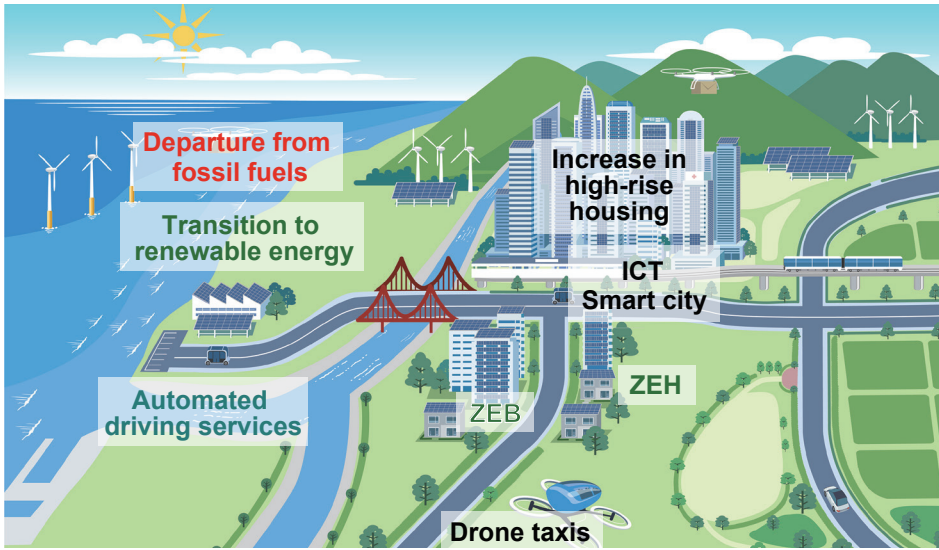 Departure from
fossil fuels
Transition to
renewable energy
Increase in
high-rise
housing
ICT
Smart city
Automated
driving services
ZEB
ZEH
Drone taxis